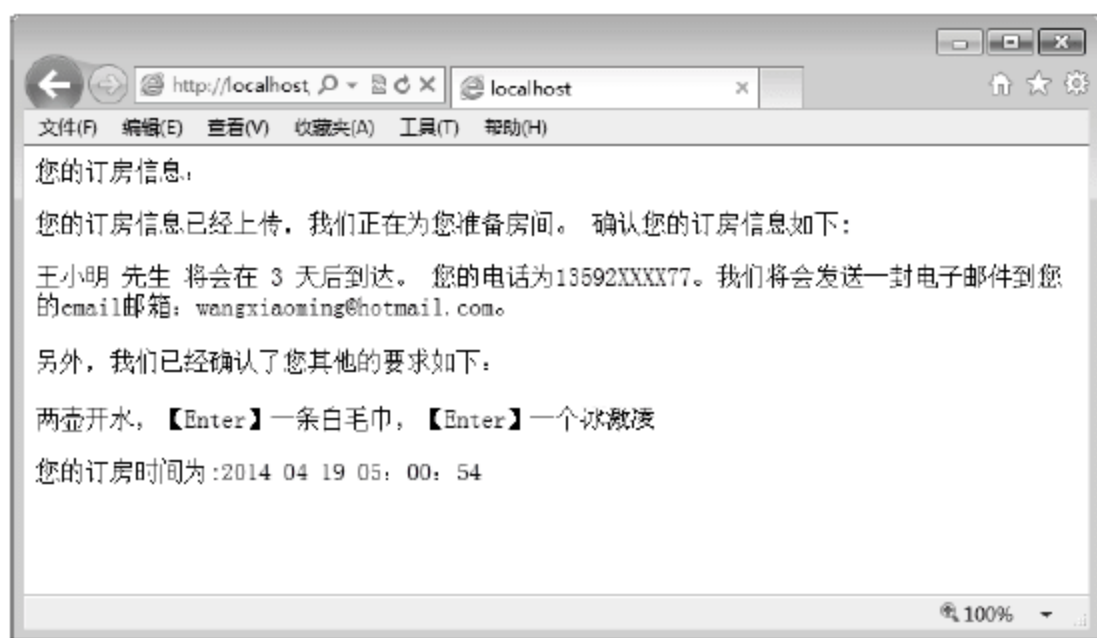 http://localhost
localhost
文件(F) 编辑(E) 查看(V) 收藏夹(A) 工具(T) 帮助(H)
您的订房信息:
您的订房信息已经上传，我们正在为您准备房间。 确认您的订房信息如下:
王小明 先生 将会在 3 天后到达。 您的电话为13592XXXX77。我们将会发送一封电子邮件到您
的email邮箱: wangxiaoming@hotmail.com。
另外，我们已经确认了您其他的要求如下:
两壶开水，【Enter】一条白毛巾，【Enter】一个冰激凌
您的订房时间为:2014 04 19 05: 00: 54
100%